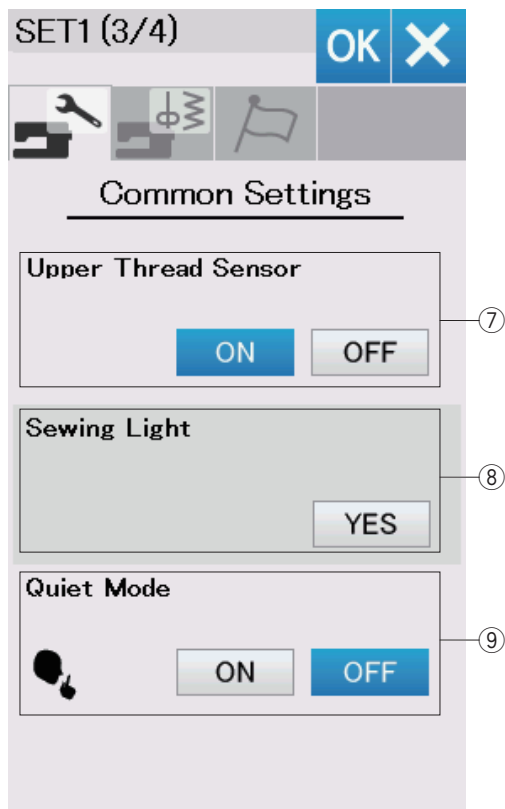 SET1 (3/4)
OK
Common Settings
Upper Thread Sensor
ON OFF
⑦
Sewing Light
YES
⑧
Quiet Mode
ON OFF
⑨